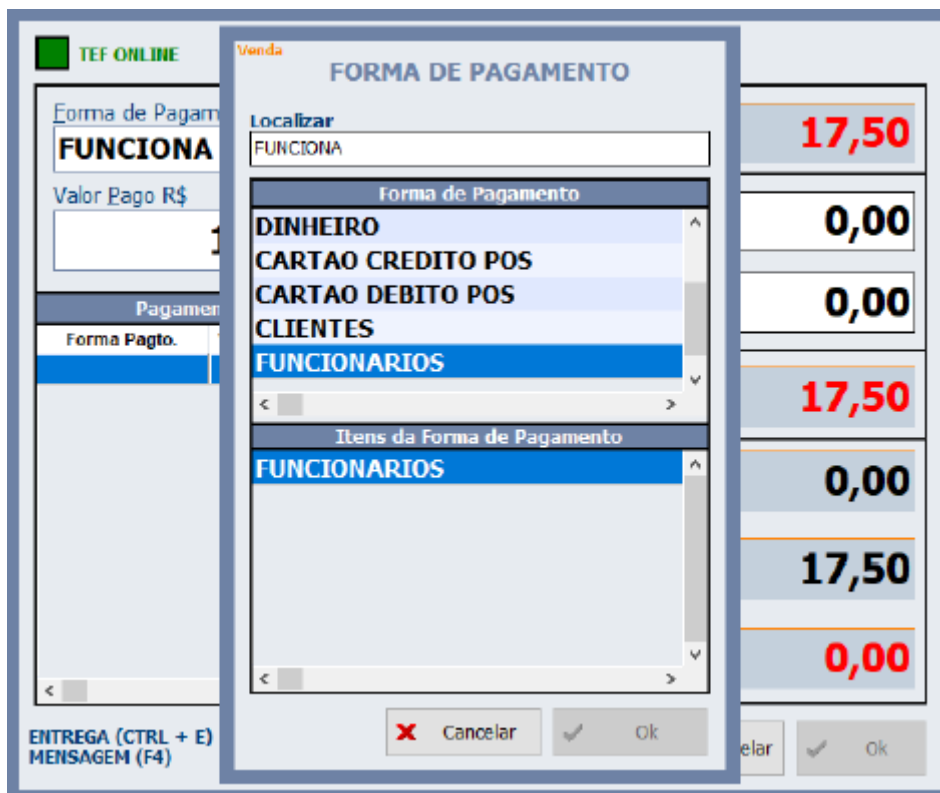 TEF ONLINE
Venda
FORMA DE PAGAMENTO
Forma de Pagam
FUNCIONA
Valor Pago R$
Localizar
FUNCIONA
Forma de Pagamento
DINHEIRO
CARTAO CREDITO POS
CARTAO DEBITO POS
CLIENTES
FUNCIONARIOS
Itens da Forma de Pagamento
FUNCIONARIOS
Cancelar
Ok
Pagamen
Forma Pagto.
17,50
0,00
0,00
17,50
0,00
17,50
0,00
ENTREGA (CTRL + E)
MENSAGEM (F4)
elar
Ok